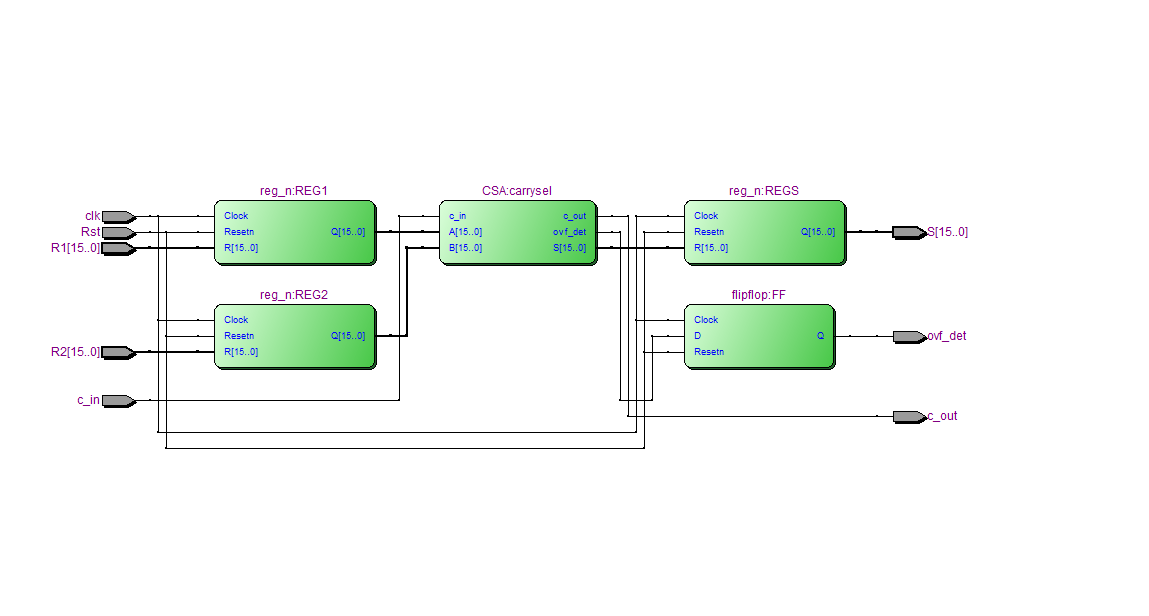 reg_n:REG1
CSA:carrysel
reg_n:REGS
clk
Rst
R1[15..0]
Clock
Resetn
R[15..0]
Q[15..0]
c_in
A[15..0]
B[15..0]
c_out
ovf_det
S[15..0]
Clock
Resetn
R[15..0]
Q[15..0]
S[15..0]
reg_n:REG2
flipflop:FF
R2[15..0]
Clock
Resetn
R[15..0]
Q[15..0]
Clock
D
Resetn
Q
ovf_det
c_in
c_out